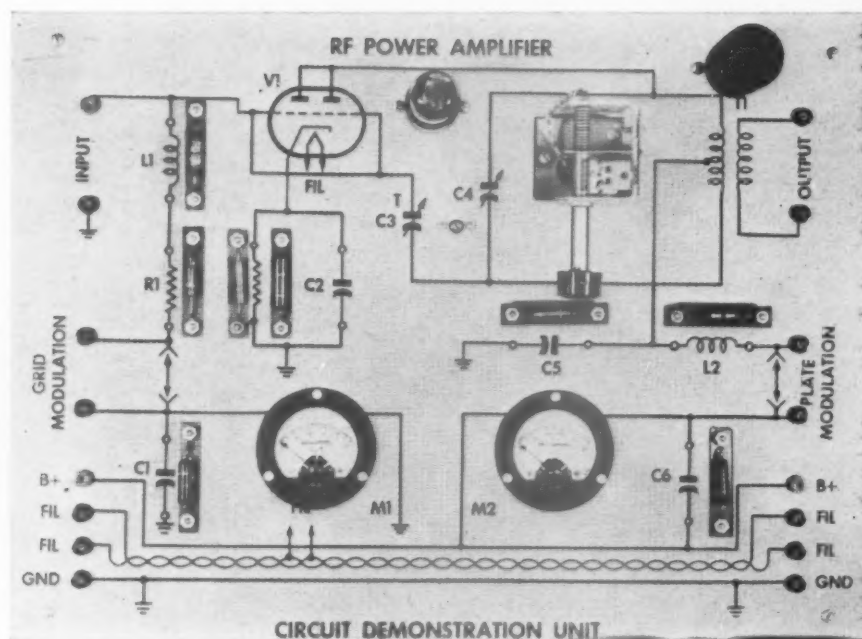 RF POWER AMPLIFIER
V1
INPUT
L1
FIL
T
C3
C4
OUTPUT
R1
C2
C5
L2
GRID
MODULATION
PLATE
MODULATION
C1
M1
M2
C6
B+
B+
FIL
FIL
FIL
FIL
FIL
GND
GND
CIRCUIT DEMONSTRATION UNIT